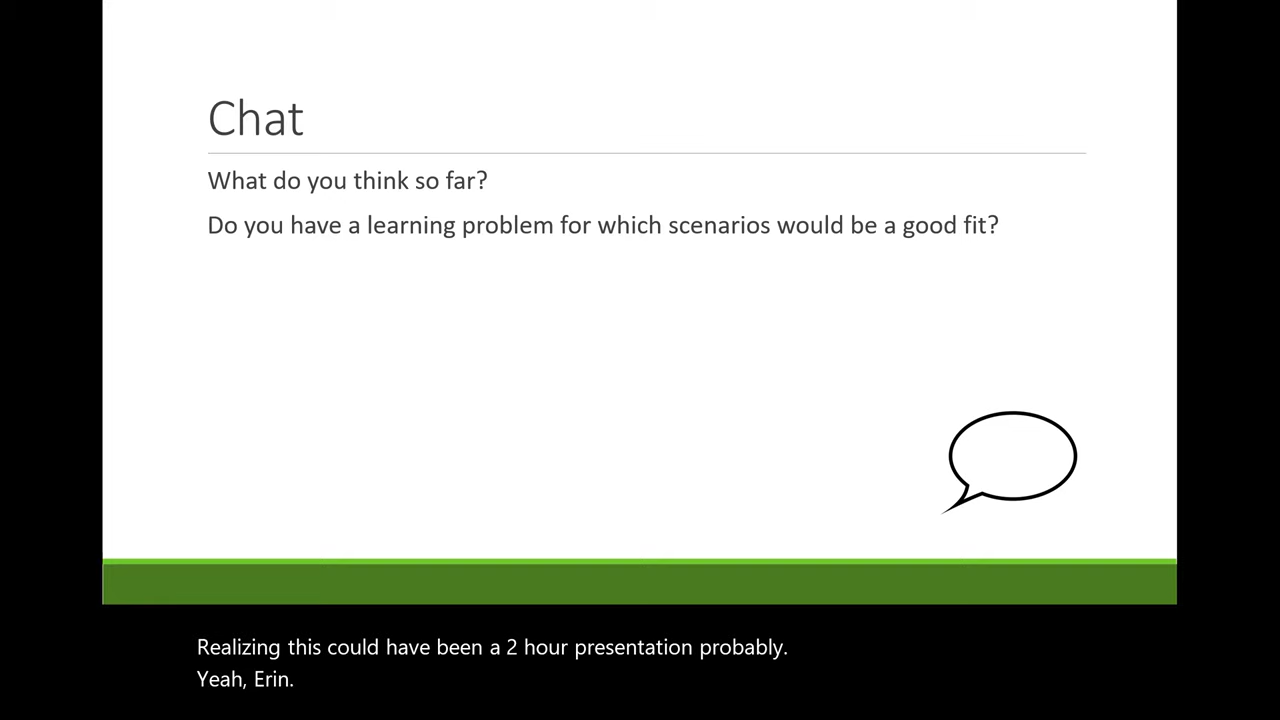 Chat
What do you think so far?
Do you have a learning problem for which scenarios would be a good fit?
Realizing this could have been a 2 hour presentation probably.
Yeah, Erin.